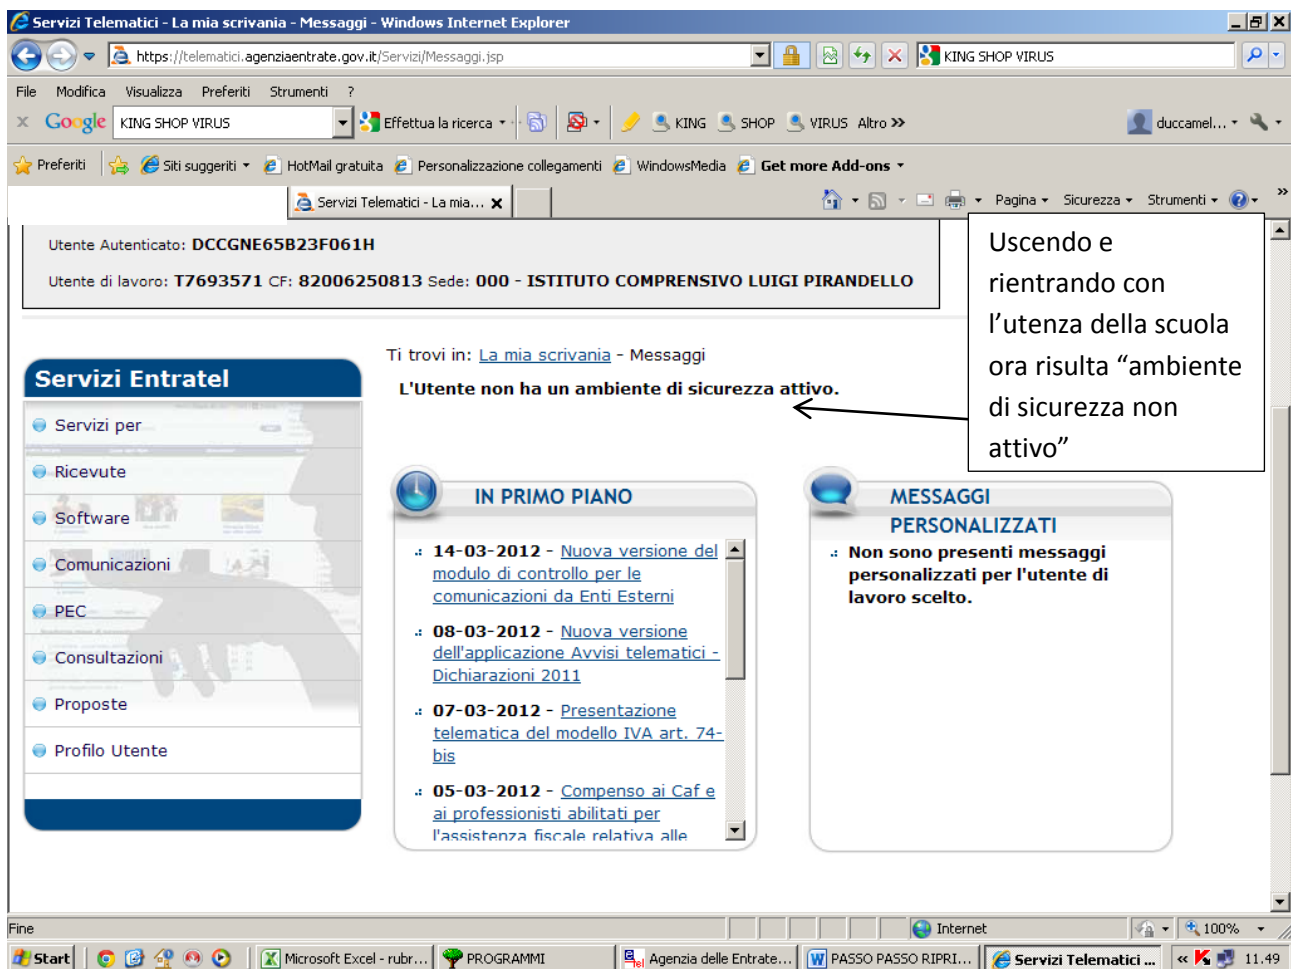 Servizi Telematici - La mia scrivania - Messaggi - Windows Internet Explorer
https://telematici.agenziaentrate.gov.it/Servizi/Messaggi.jsp
KING SHOP VIRUS
File Modifica Visualizza Preferiti Strumenti ?
x Google KING SHOP VIRUS Effettua la ricerca KING SHOP VIRUS Altro >> duccamel...
Preferiti Siti suggeriti HotMail gratuita Personalizzazione collegamenti WindowsMedia Get more Add-ons
Servizi Telematici - La mia... X Pagina Sicurezza Strumenti »
Utente Autenticato: DCCGNE65B23F061H
Utente di lavoro: T7693571 CF: 82006250813 Sede: 000 - ISTITUTO COMPRENSIVO LUIGI PIRANDELLO
Uscendo e
rientrando con
l’utenza della scuola
ora risulta “ambiente
di sicurezza non
attivo”
Ti trovi in: La mia scrivania - Messaggi
L'Utente non ha un ambiente di sicurezza attivo.
Servizi Entratel
Servizi per
Ricevute
Software
Comunicazioni
PEC
Consultazioni
Proposte
Profilo Utente
IN PRIMO PIANO
14-03-2012 - Nuova versione del
modulo di controllo per le
comunicazioni da Enti Esterni
08-03-2012 - Nuova versione
dell'applicazione Avvisi telematici -
Dichiarazioni 2011
07-03-2012 - Presentazione
telematica del modello IVA art. 74-
bis
05-03-2012 - Compenso ai Caf e
ai professionisti abilitati per
l'assistenza fiscale relativa alle
MESSAGGI
PERSONALIZZATI
Non sono presenti messaggi
personalizzati per l'utente di
lavoro scelto.
Fine Internet 100%
Start Microsoft Excel - rubr... PROGRAMMI Agenzia delle Entrate... PASSO PASSO RIPRI... Servizi Telematici ... « 11.49